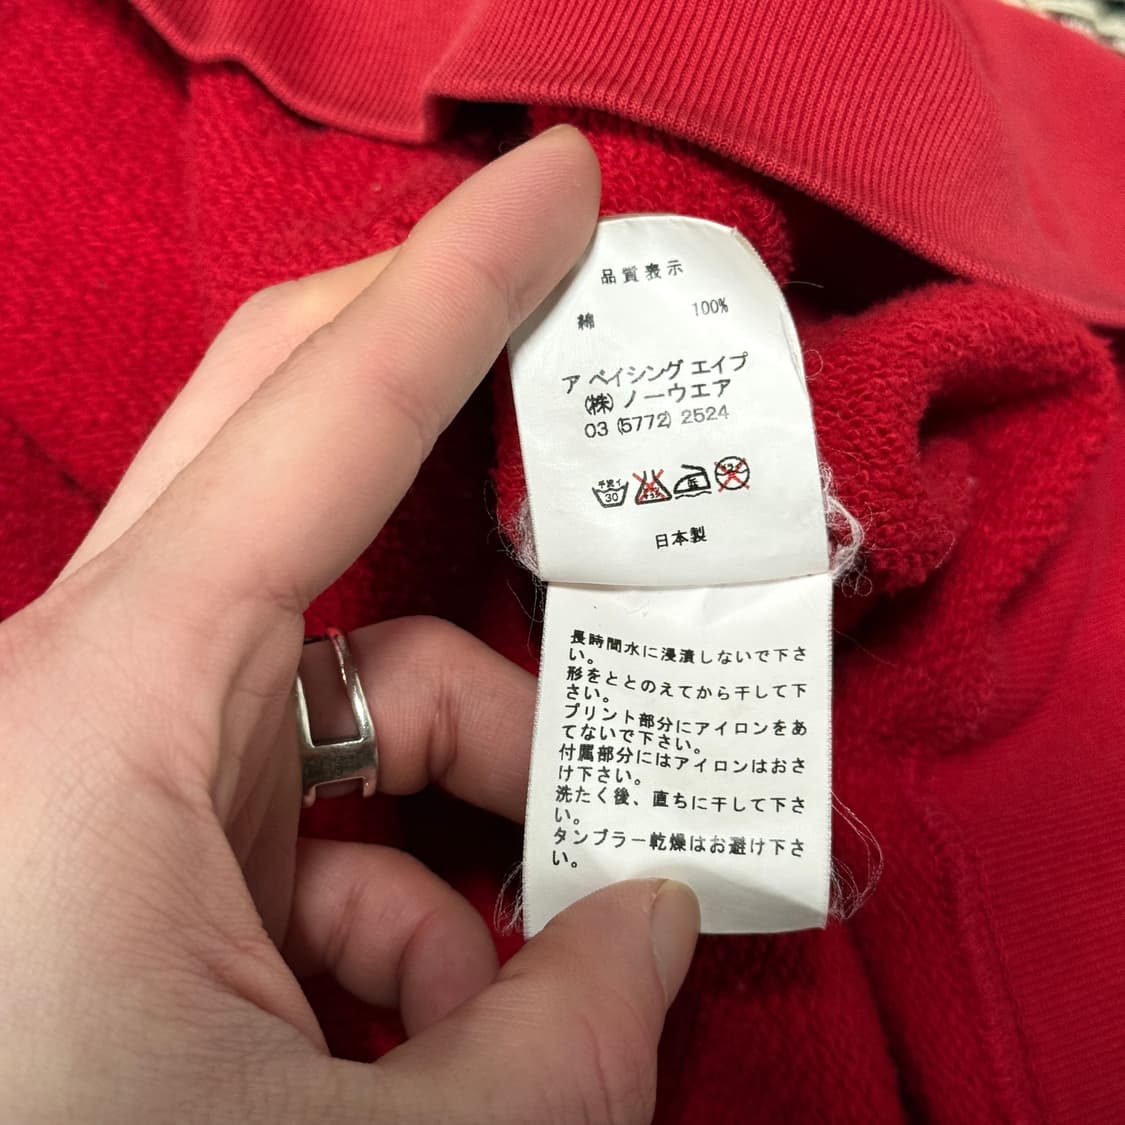 品質表示
綿 100%
ア ベイシング エイプ
(株) ノーウエア
03 (5772) 2524
手洗イ
30
日本製
長時間水に浸漬しないで下さ
い。
形をととのえてから干して下
さい。
プリント部分にアイロンをあ
てないで下さい。
付属部分にはアイロンはおさ
け下さい。
洗たく後、直ちに干して下さ
い。
タンブラー乾燥はお避け下さ
い。